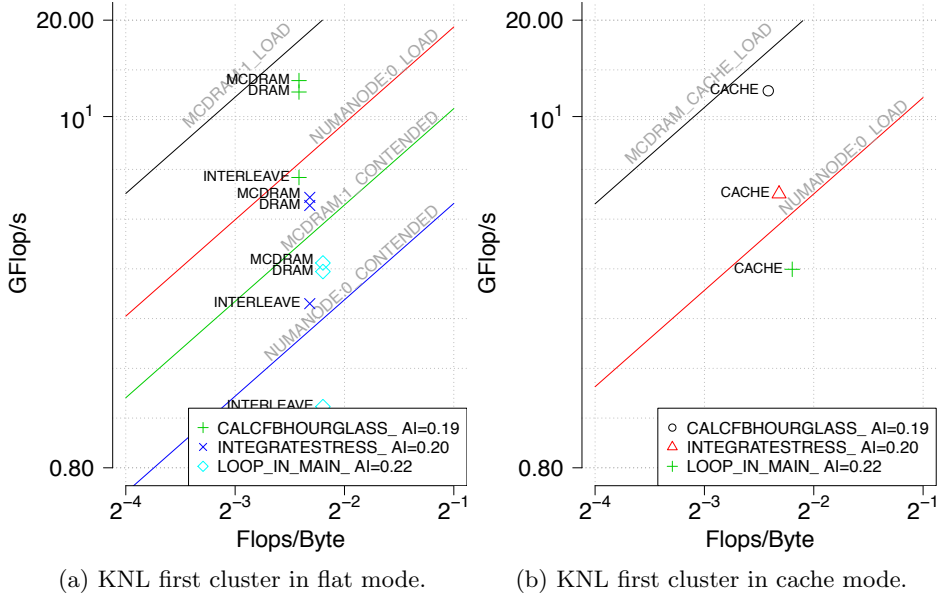 20.00
10¹
0.80
GFlop/s
MCDRAM:1_LOAD
NUMANODE:0_LOAD
MCDRAM:1_CONTENDED
NUMANODE:0_CONTENDED
MCDRAM
DRAM
INTERLEAVE
MCDRAM
DRAM
MCDRAM
DRAM
INTERLEAVE
INTERLEAVE
CALCFBHOURGLASS_ AI=0.19
INTEGRATESTRESS_ AI=0.20
LOOP_IN_MAIN_ AI=0.22
2⁻⁴ 2⁻³ 2⁻² 2⁻¹
Flops/Byte
(a) KNL first cluster in flat mode.
20.00
10¹
0.80
GFlop/s
MCDRAM_CACHE_LOAD
NUMANODE:0_LOAD
CACHE
CACHE
CACHE
CALCFBHOURGLASS_ AI=0.19
INTEGRATESTRESS_ AI=0.20
LOOP_IN_MAIN_ AI=0.22
2⁻⁴ 2⁻³ 2⁻² 2⁻¹
Flops/Byte
(b) KNL first cluster in cache mode.